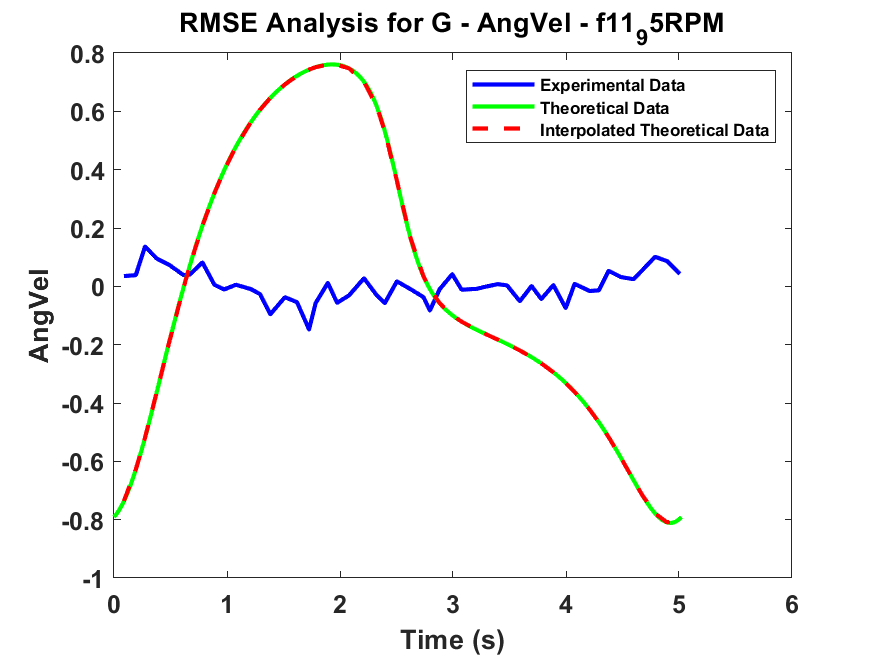 RMSE Analysis for G - AngVel - f11₉5RPM
Experimental Data
Theoretical Data
Interpolated Theoretical Data
AngVel
0.8
0.6
0.4
0.2
0
-0.2
-0.4
-0.6
-0.8
-1
0 1 2 3 4 5 6
Time (s)